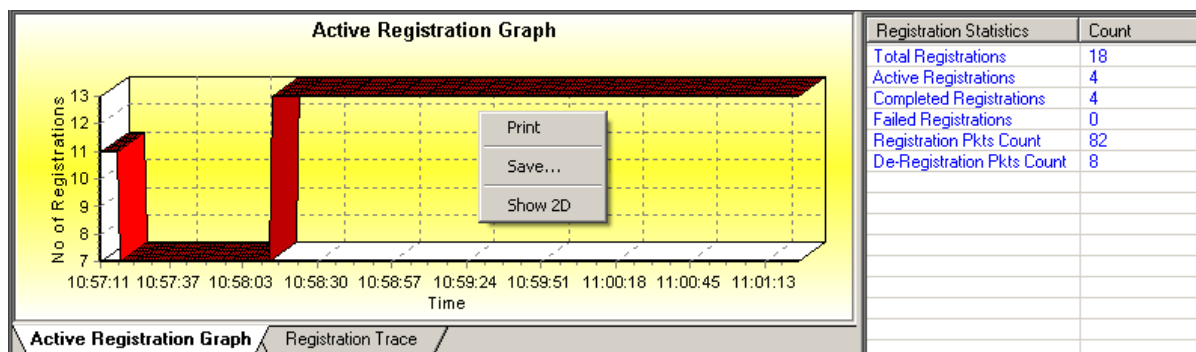 Active Registration Graph
No of Registrations
13
12
11
10
9
8
7
10:57:11 10:57:37 10:58:03 10:58:30 10:58:57 10:59:24 10:59:51 11:00:18 11:00:45 11:01:13
Time
Print
Save...
Show 2D
Active Registration Graph Registration Trace
Registration Statistics Count
Total Registrations 18
Active Registrations 4
Completed Registrations 4
Failed Registrations 0
Registration Pkts Count 82
De-Registration Pkts Count 8